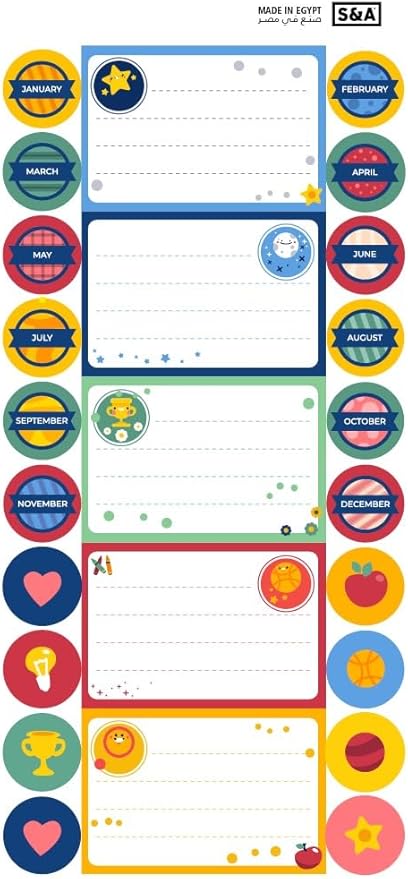 MADE IN EGYPT
صنع في مصر
S&A
JANUARY
FEBRUARY
MARCH
APRIL
MAY
JUNE
JULY
AUGUST
SEPTEMBER
OCTOBER
NOVEMBER
DECEMBER